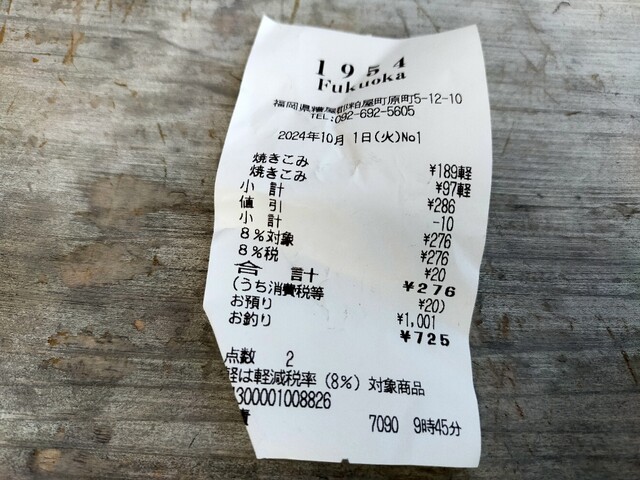 1954
Fukuoka
福岡県糟屋郡粕屋町原町5-12-10
TEL:092-692-5605
2024年10月 1日(火)No1
焼きこみ ¥189軽
焼きこみ ¥97軽
小 計 ¥286
値 引 -10
小 計 ¥276
8%対象 ¥276
8%税 ¥20
合 計 ¥276
(うち消費税等 ¥20)
お預り ¥1,001
お釣り ¥725
点数 2
軽は軽減税率(8%)対象商品
300001008826
責 7090 9時45分